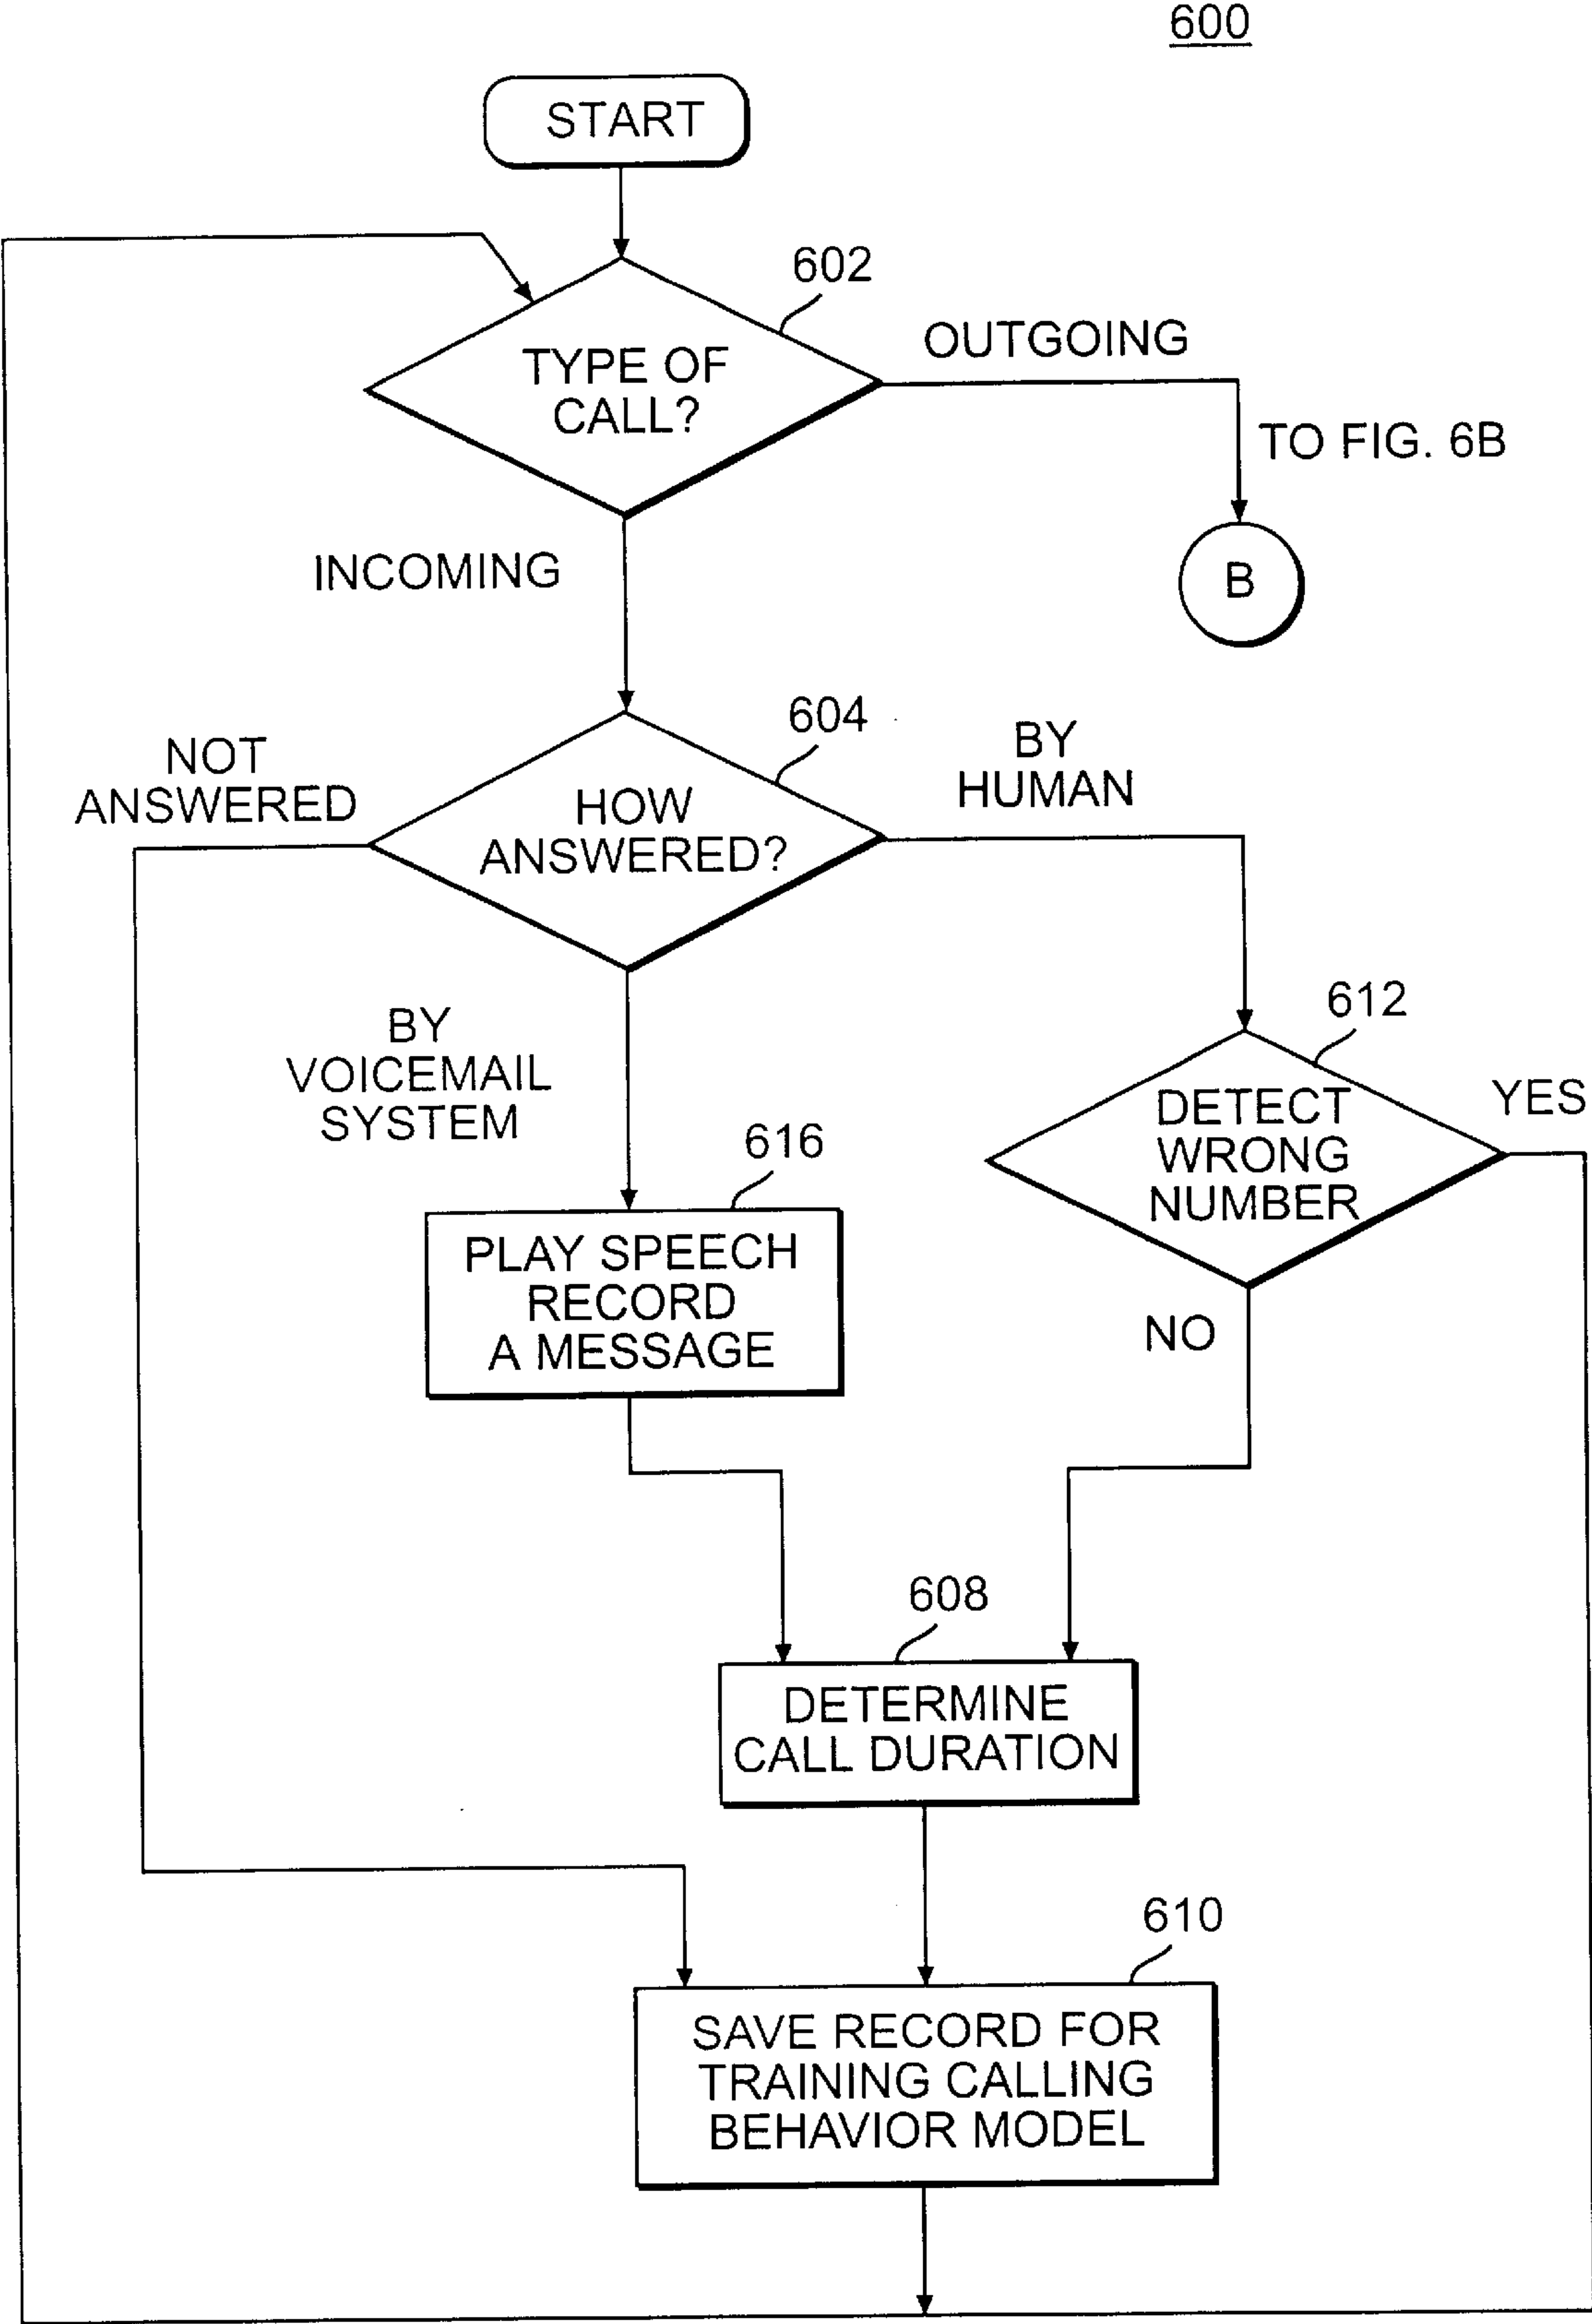 600
START
602
OUTGOING
TYPE OF
CALL?
TO FIG. 6B
B
INCOMING
604
NOT
ANSWERED
BY
HUMAN
HOW
ANSWERED?
612
BY
VOICEMAIL
SYSTEM
YES
DETECT
WRONG
NUMBER
616
PLAY SPEECH
RECORD
A MESSAGE
NO
608
DETERMINE
CALL DURATION
610
SAVE RECORD FOR
TRAINING CALLING
BEHAVIOR MODEL